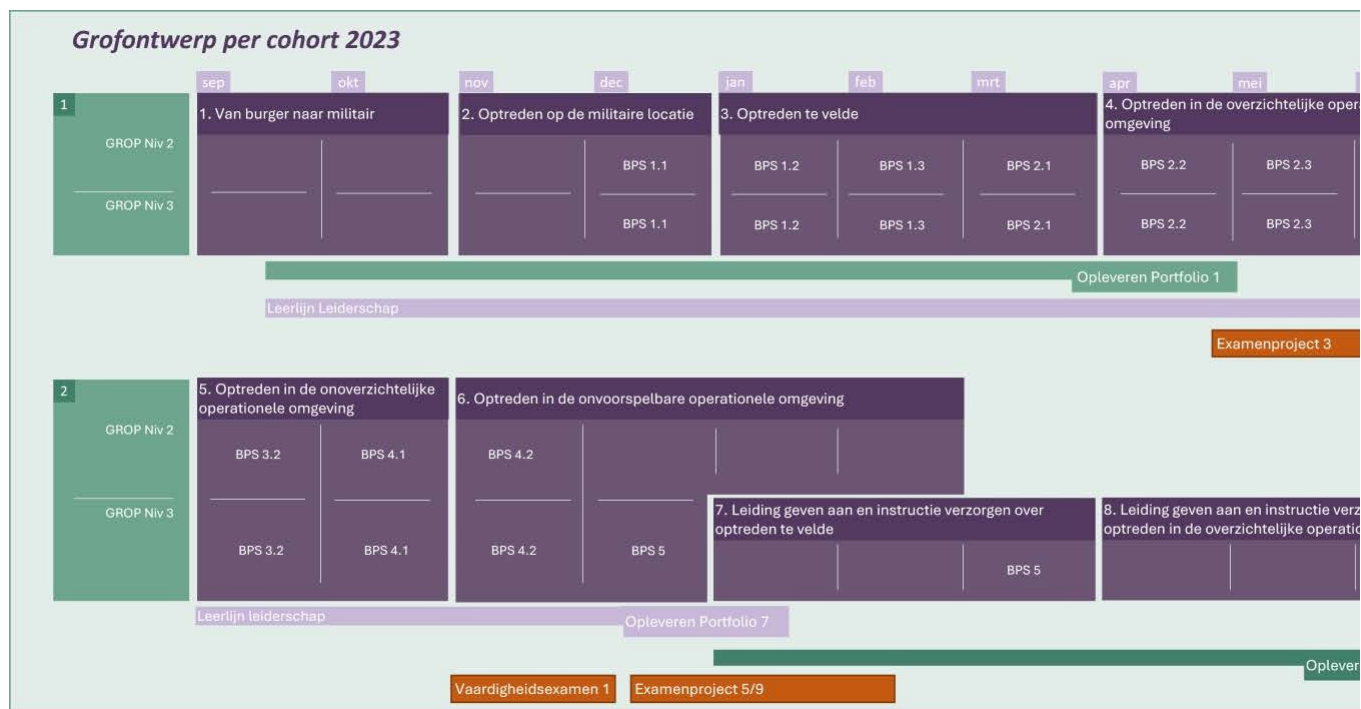 Grofontwerp per cohort 2023
sep okt nov dec jan feb mrt apr mei
1
GROP Niv 2
GROP Niv 3
1. Van burger naar militair
2. Optreden op de militaire locatie
3. Optreden te velde
4. Optreden in de overzichtelijke opera
omgeving
BPS 1.1 BPS 1.2 BPS 1.3 BPS 2.1 BPS 2.2 BPS 2.3
BPS 1.1 BPS 1.2 BPS 1.3 BPS 2.1 BPS 2.2 BPS 2.3
Opleveren Portfolio 1
Leerlijn Leiderschap
Examenproject 3
2
GROP Niv 2
GROP Niv 3
5. Optreden in de onoverzichtelijke
operationele omgeving
6. Optreden in de onvoorspelbare operationele omgeving
BPS 3.2 BPS 4.1 BPS 4.2
7. Leiding geven aan en instructie verzorgen over
optreden te velde
8. Leiding geven aan en instructie verz
optreden in de overzichtelijke operatio
BPS 3.2 BPS 4.1 BPS 4.2 BPS 5 BPS 5
Leerlijn leiderschap
Opleveren Portfolio 7
Oplever
Vaardigheidsexamen 1
Examenproject 5/9